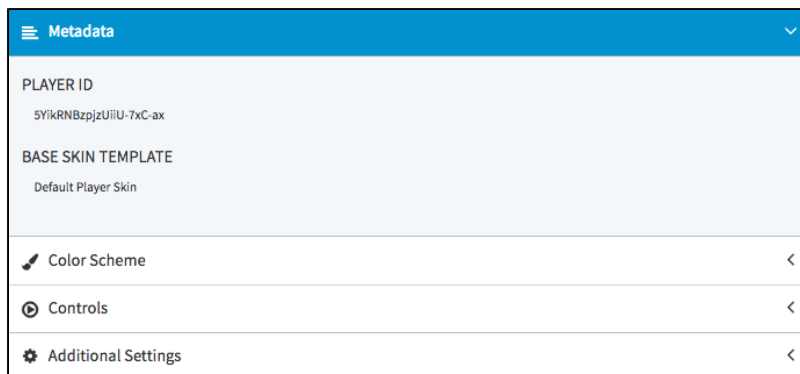 Metadata
PLAYER ID
5YikRNBzpjzUiiU-7xC-ax
BASE SKIN TEMPLATE
Default Player Skin
Color Scheme
Controls
Additional Settings